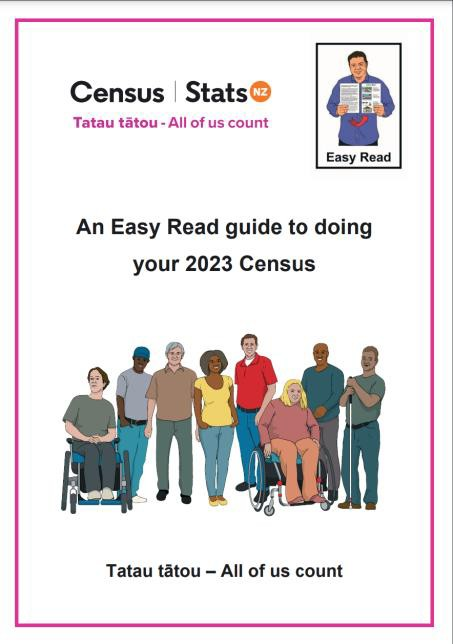 Census | Stats NZ
Tatau tātou - All of us count
Easy Read
An Easy Read guide to doing
your 2023 Census
Tatau tātou – All of us count